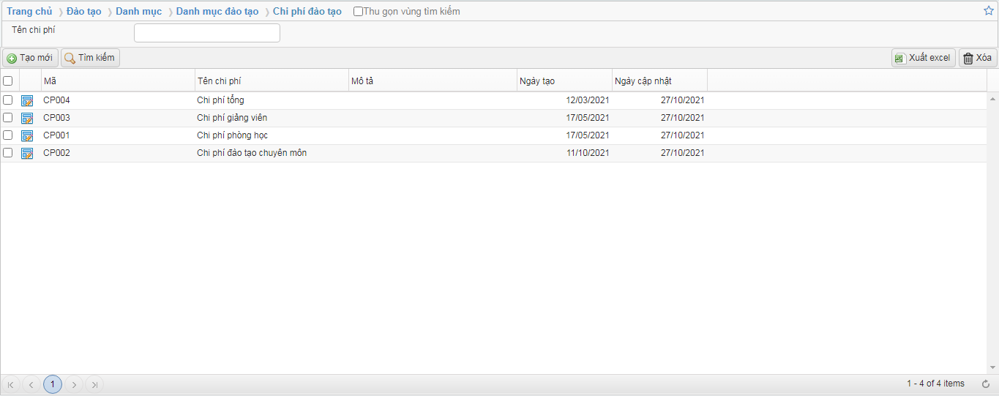 Trang chủ ❭ Đào tạo ❭ Danh mục ❭ Danh mục đào tạo ❭ Chi phí đào tạo Thu gọn vùng tìm kiếm
Tên chi phí
Tạo mới Tìm kiếm Xuất excel Xóa
Mã Tên chi phí Mô tả Ngày tạo Ngày cập nhật
CP004 Chi phí tổng 12/03/2021 27/10/2021
CP003 Chi phí giảng viên 17/05/2021 27/10/2021
CP001 Chi phí phòng học 17/05/2021 27/10/2021
CP002 Chi phí đào tạo chuyên môn 11/10/2021 27/10/2021
1 1 - 4 of 4 items